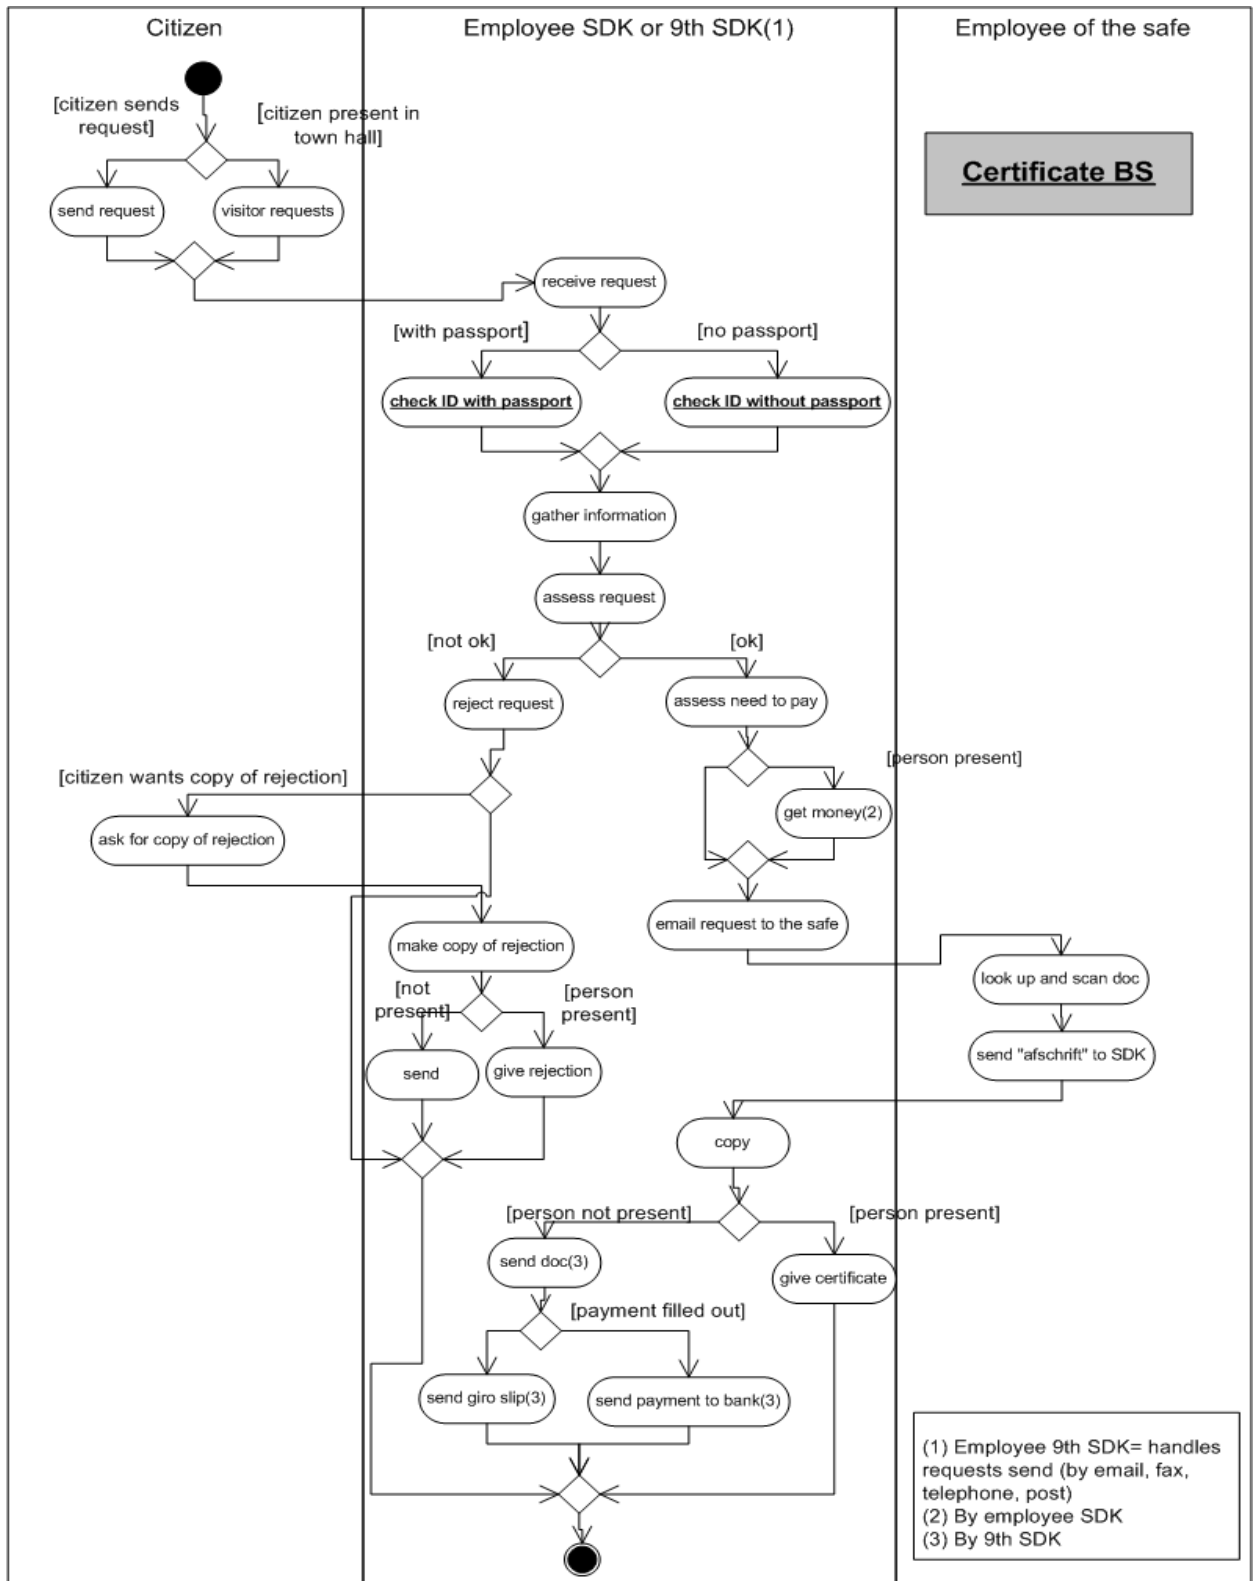 Citizen
Employee SDK or 9th SDK(1)
Employee of the safe
[citizen sends
request]
[citizen present in
town hall]
Certificate BS
send request
visitor requests
receive request
[with passport]
[no passport]
check ID with passport
check ID without passport
gather information
assess request
[not ok]
[ok]
reject request
assess need to pay
[person present]
[citizen wants copy of rejection]
get money(2)
ask for copy of rejection
email request to the safe
make copy of rejection
look up and scan doc
[not
present]
[person
present]
send "afschrift" to SDK
send
give rejection
copy
[person not present]
[person present]
send doc(3)
give certificate
[payment filled out]
send giro slip(3)
send payment to bank(3)
(1) Employee 9th SDK= handles
requests send (by email, fax,
telephone, post)
(2) By employee SDK
(3) By 9th SDK